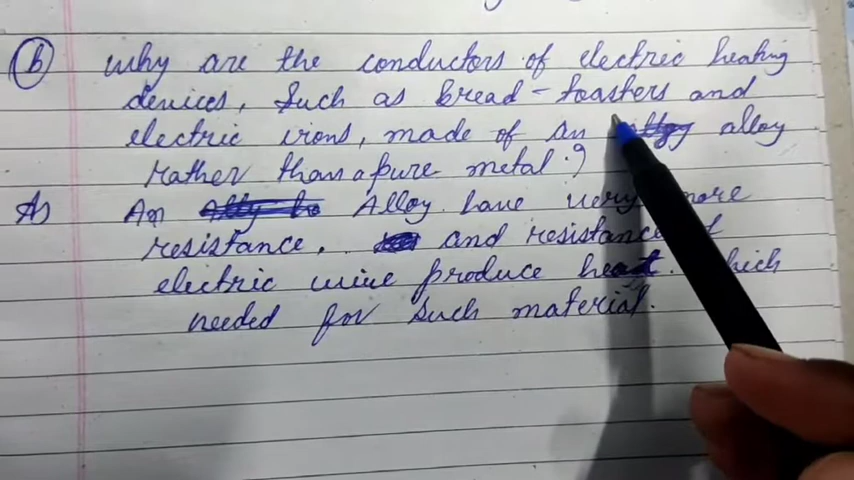 (b) why are the conductors of electric heating
devices, Such as bread - toasters and
electric irons, made of an alloy
rather than a pure metal. ?
A) An Alloy have very more
resistance. and resistance of
electric wire produce heat. which
needed for such material.